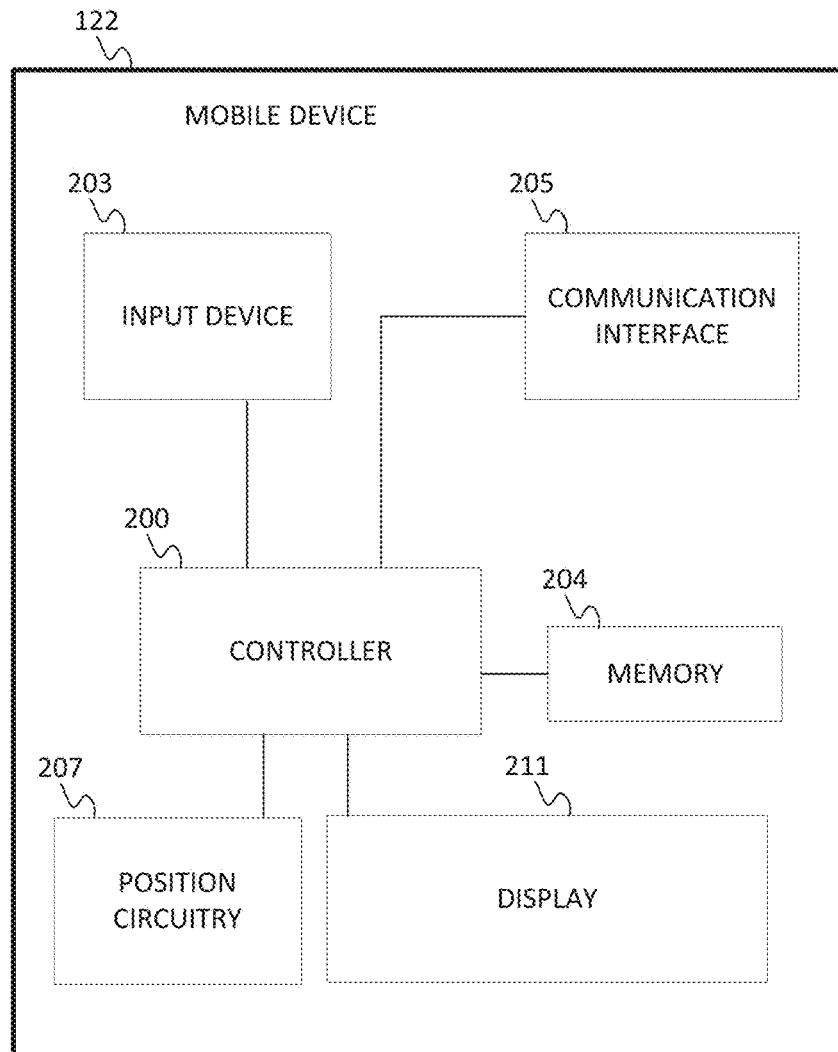 122
MOBILE DEVICE
203
205
INPUT DEVICE
COMMUNICATION
INTERFACE
200
204
CONTROLLER
MEMORY
207
211
POSITION
CIRCUITRY
DISPLAY